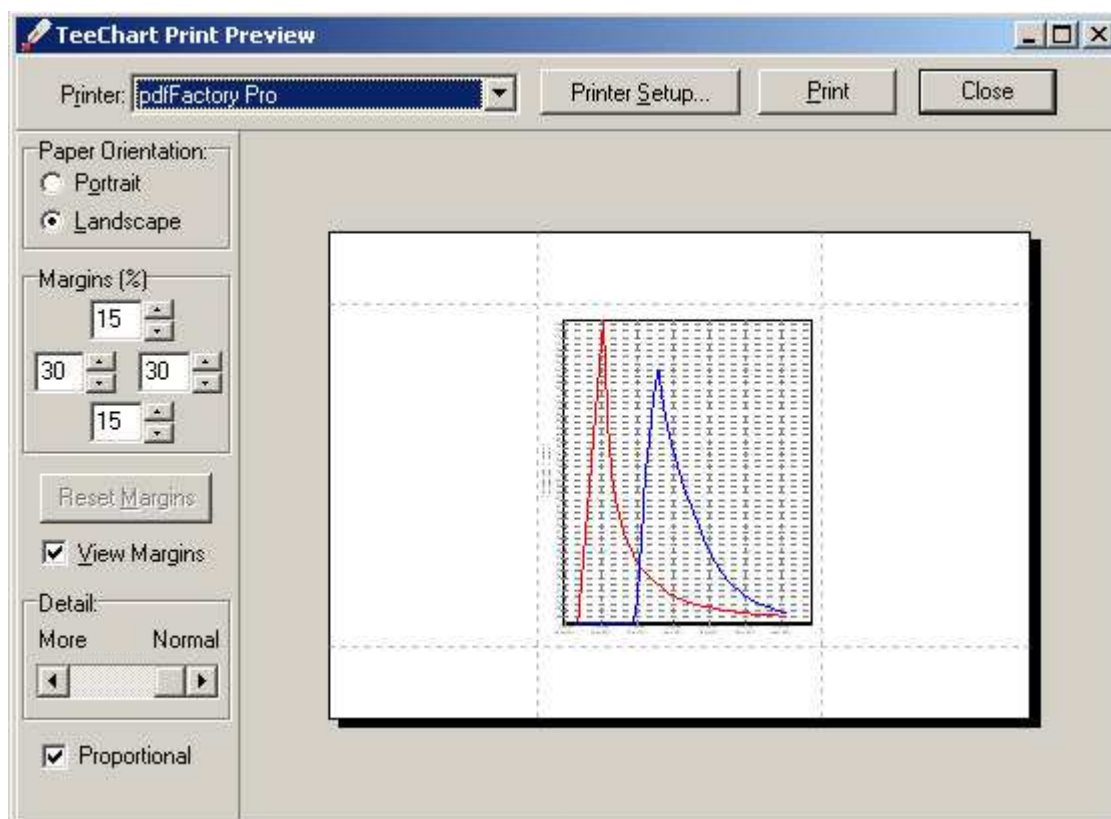 TeeChart Print Preview
Printer: pdfFactory Pro Printer Setup... Print Close
Paper Orientation:
Portrait
Landscape
Margins (%)
15
30 30
15
Reset Margins
View Margins
Detail:
More Normal
Proportional